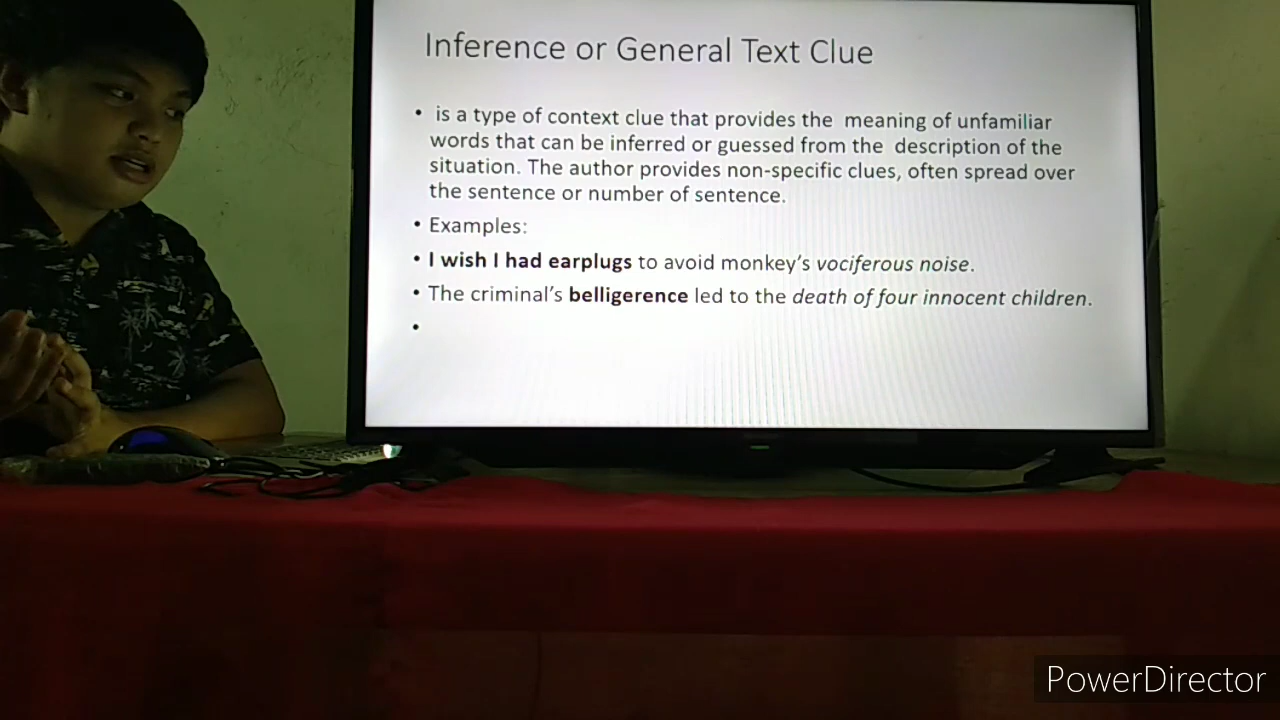 Inference or General Text Clue
• is a type of context clue that provides the meaning of unfamiliar
words that can be inferred or guessed from the description of the
situation. The author provides non-specific clues, often spread over
the sentence or number of sentence.
• Examples:
• I wish I had earplugs to avoid monkey's vociferous noise.
• The criminal's belligerence led to the death of four innocent children.
•
PowerDirector